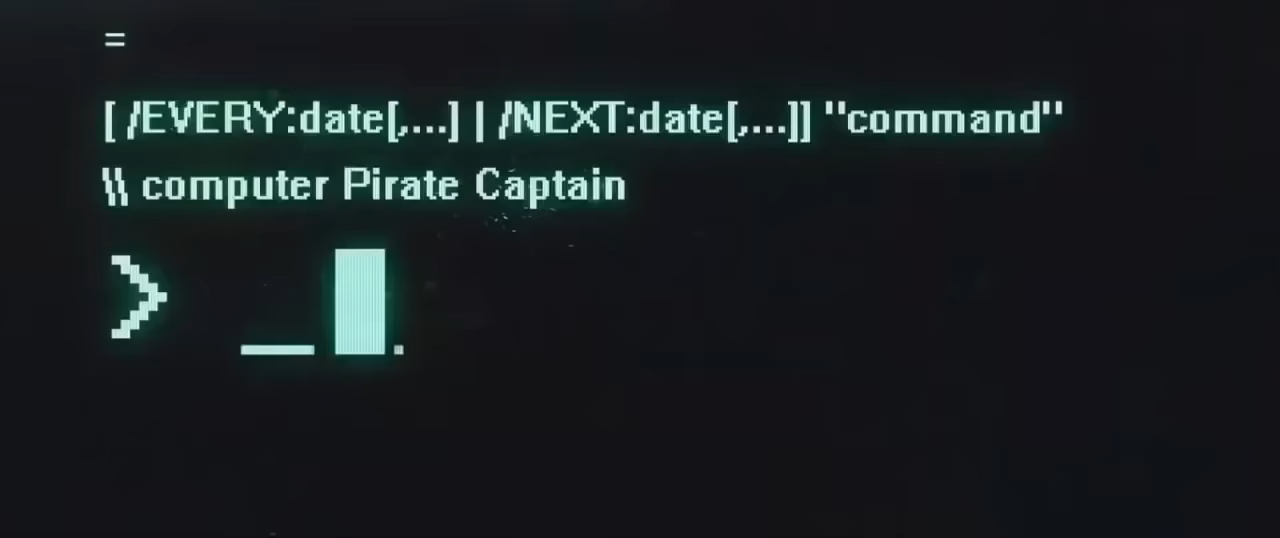 =
[ /EVERY:date[,...] | /NEXT:date[,...]] "command"
\\ computer Pirate Captain
> _█.